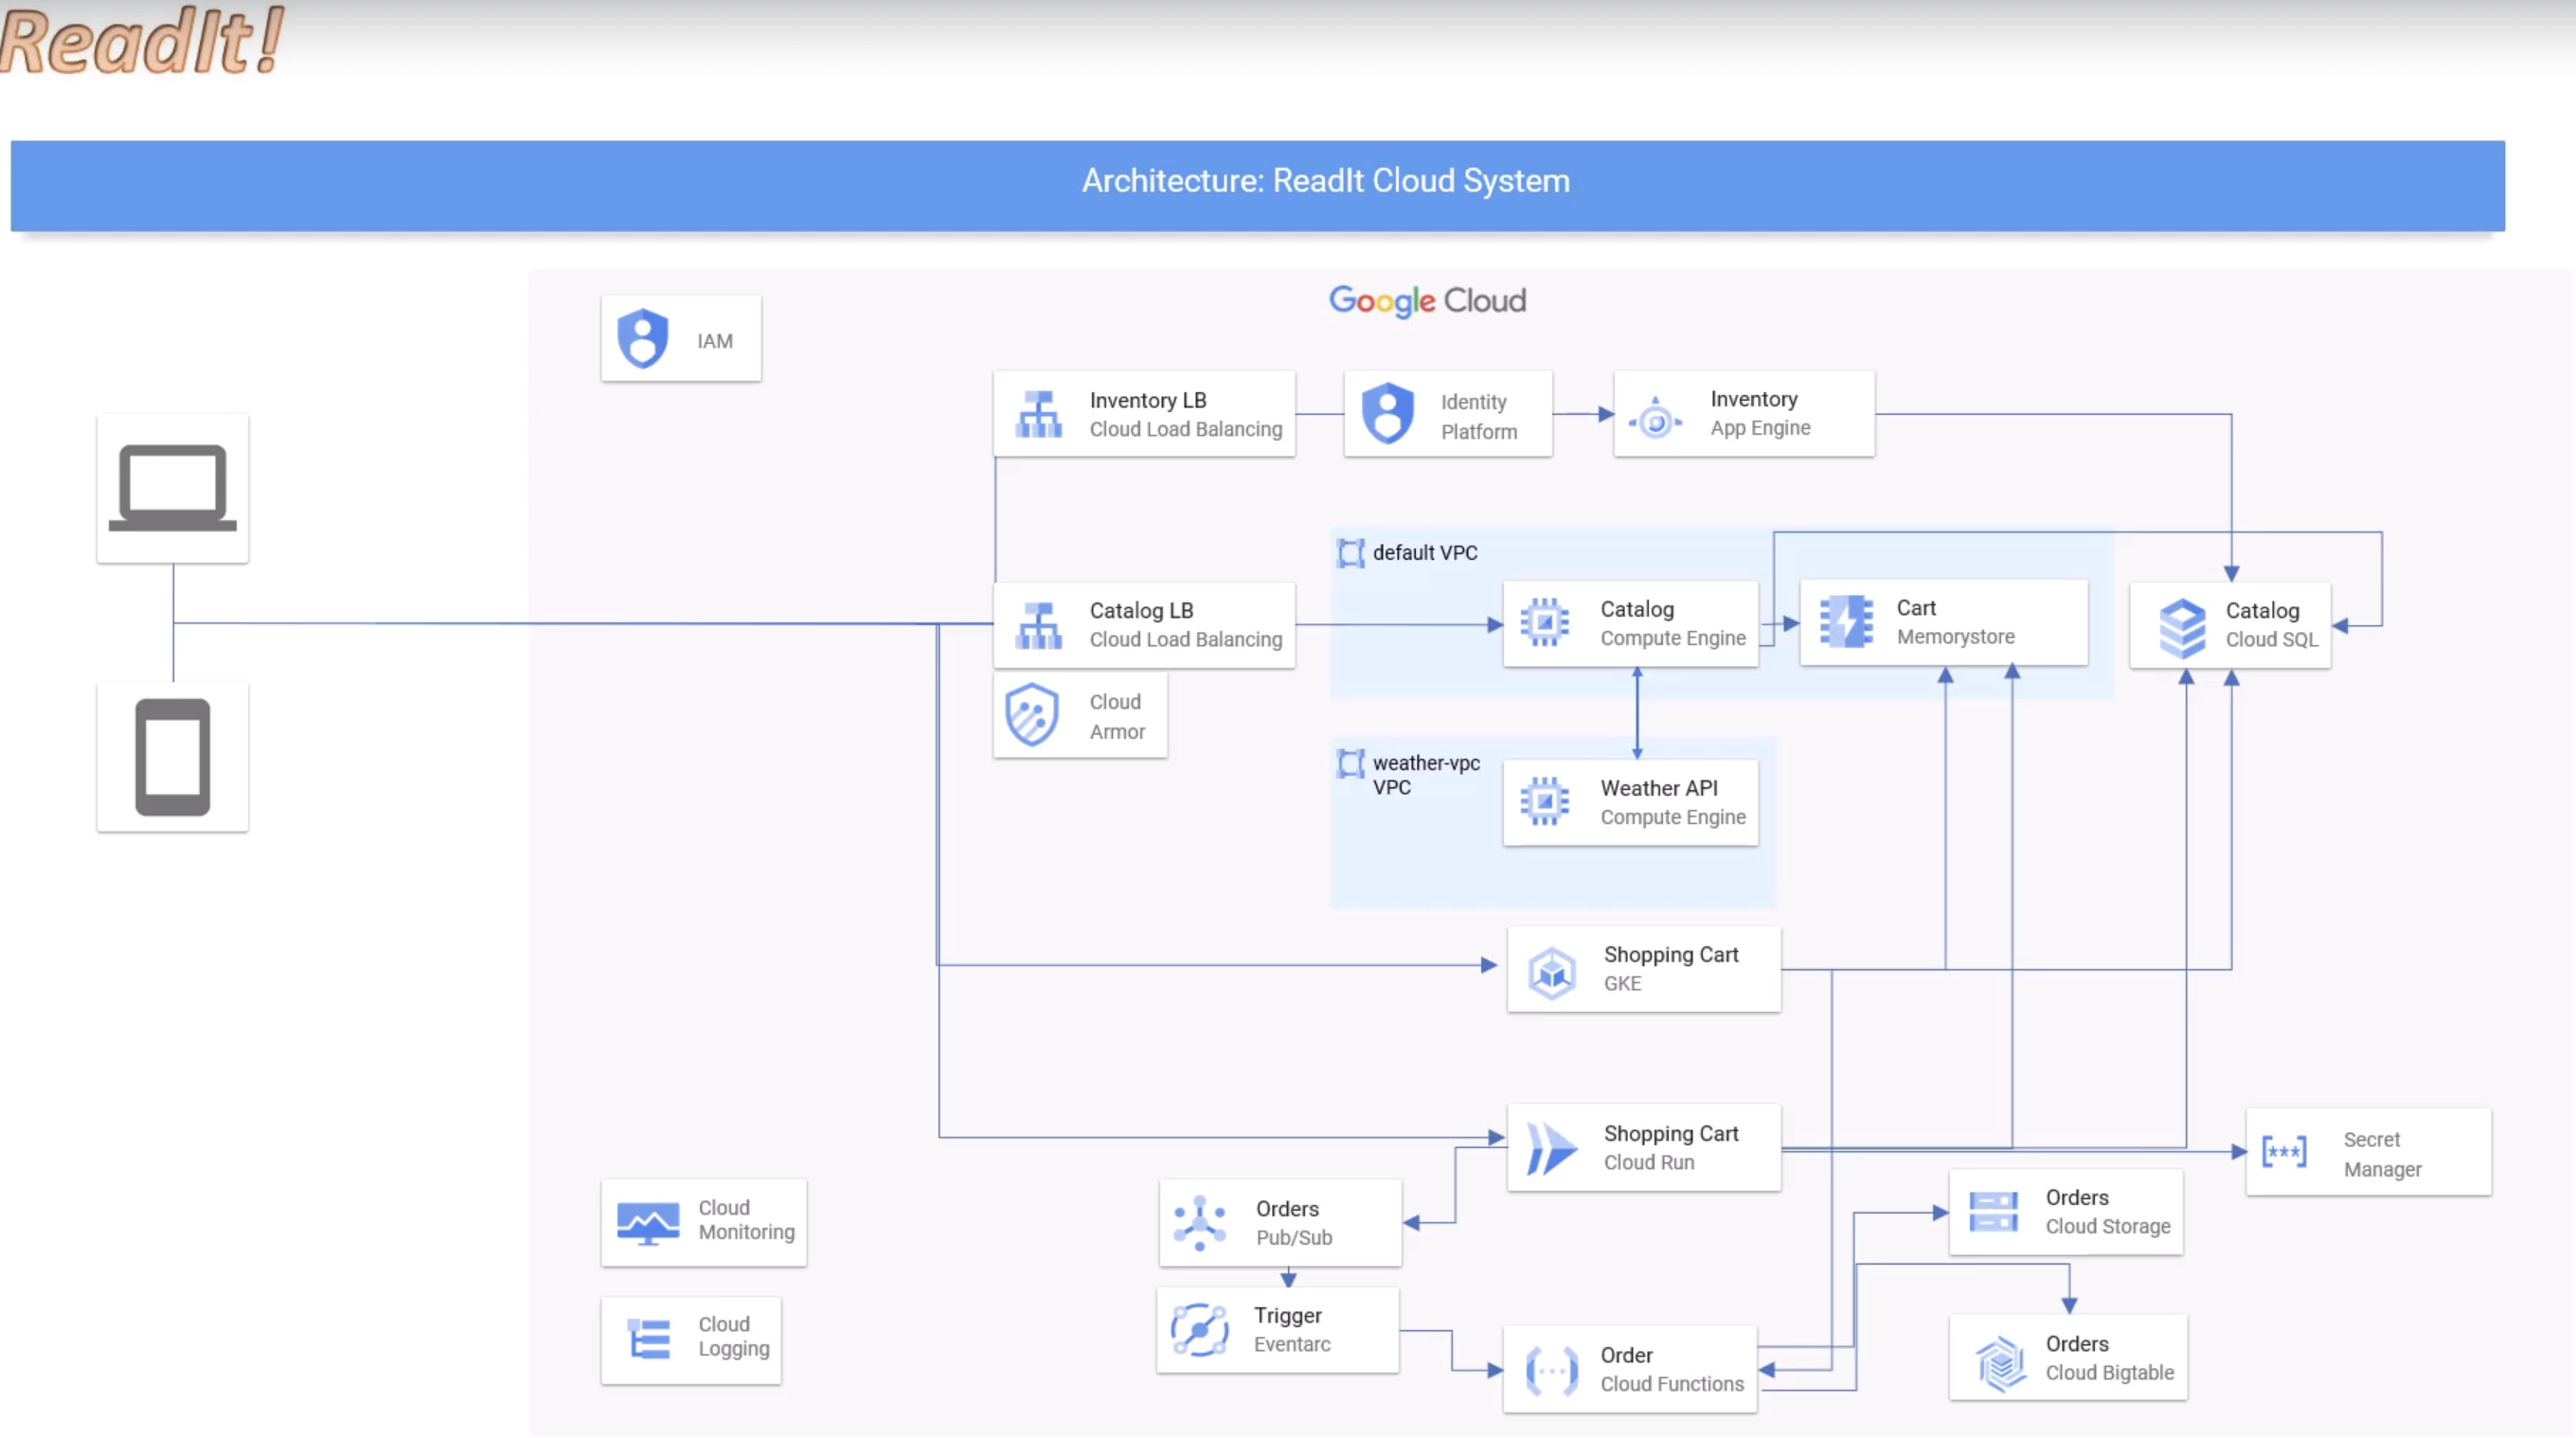 ReadIt!
Architecture: ReadIt Cloud System
Google Cloud
IAM
Inventory LB
Cloud Load Balancing
Identity
Platform
Inventory
App Engine
default VPC
Catalog LB
Cloud Load Balancing
Catalog
Compute Engine
Cart
Memorystore
Catalog
Cloud SQL
Cloud
Armor
weather-vpc
VPC
Weather API
Compute Engine
Shopping Cart
GKE
Shopping Cart
Cloud Run
Secret
Manager
[***]
Cloud
Monitoring
Orders
Pub/Sub
Orders
Cloud Storage
Cloud
Logging
Trigger
Eventarc
Order
Cloud Functions
Orders
Cloud Bigtable